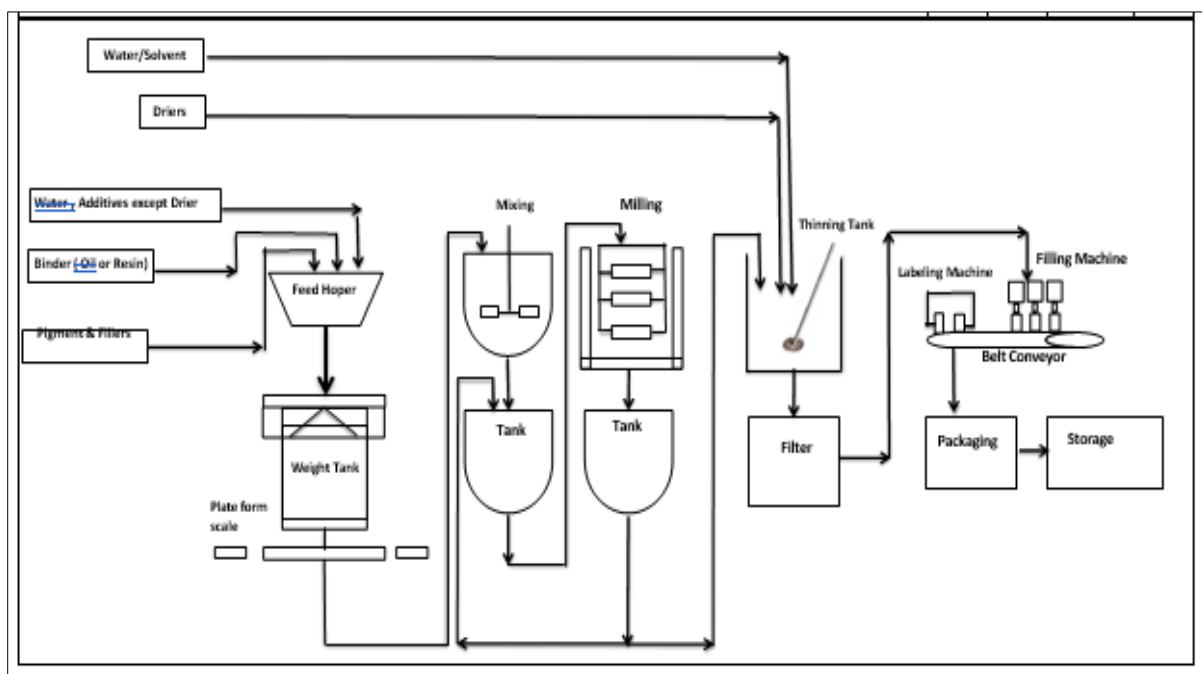 Water/Solvent
Driers
Water , Additives except Drier
Binder ( Oil or Resin)
Pigment & Fillers
Feed Hoper
Weight Tank
Plate form
scale
Mixing
Milling
Tank
Tank
Thinning Tank
Filter
Labeling Machine
Filling Machine
Belt Conveyor
Packaging
Storage